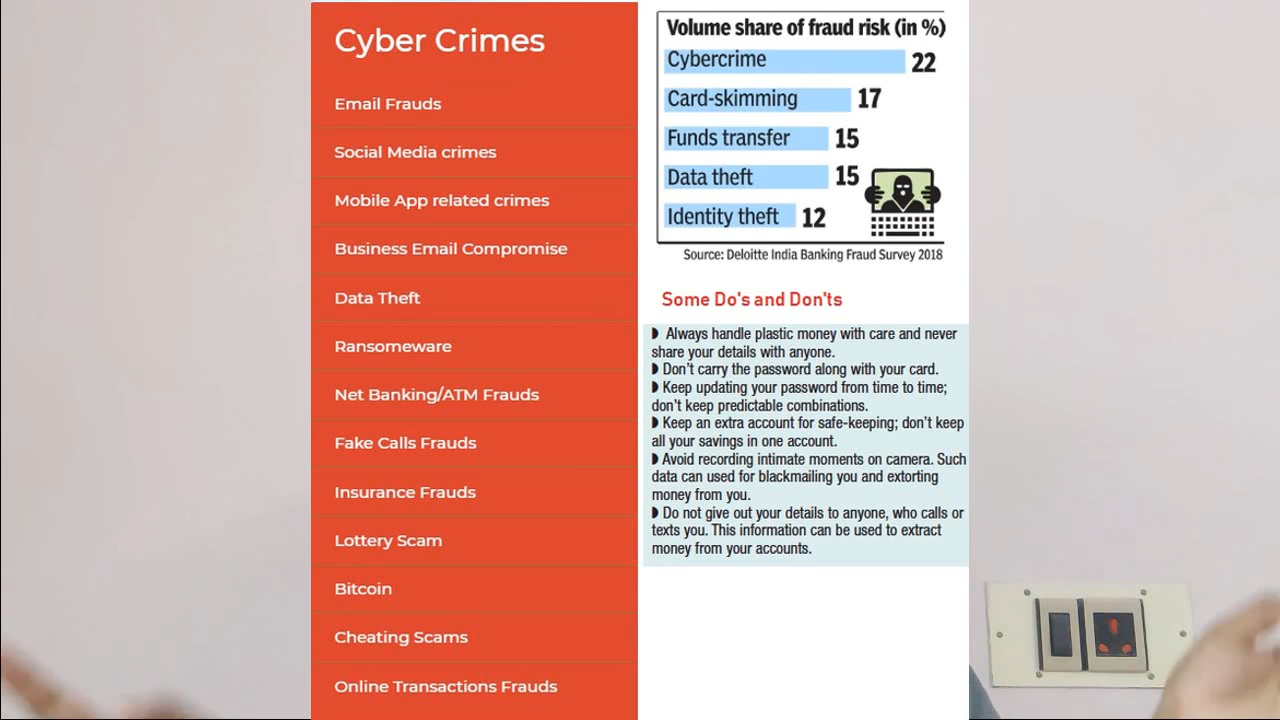 Cyber Crimes
Email Frauds
Social Media crimes
Mobile App related crimes
Business Email Compromise
Data Theft
Ransomeware
Net Banking/ATM Frauds
Fake Calls Frauds
Insurance Frauds
Lottery Scam
Bitcoin
Cheating Scams
Online Transactions Frauds
Volume share of fraud risk (in %)
Cybercrime 22
Card-skimming 17
Funds transfer 15
Data theft 15
Identity theft 12
Source: Deloitte India Banking Fraud Survey 2018
Some Do's and Don'ts
◗ Always handle plastic money with care and never
share your details with anyone.
◗ Don't carry the password along with your card.
◗ Keep updating your password from time to time;
don't keep predictable combinations.
◗ Keep an extra account for safe-keeping; don't keep
all your savings in one account.
◗ Avoid recording intimate moments on camera. Such
data can used for blackmailing you and extorting
money from you.
◗ Do not give out your details to anyone, who calls or
texts you. This information can be used to extract
money from your accounts.